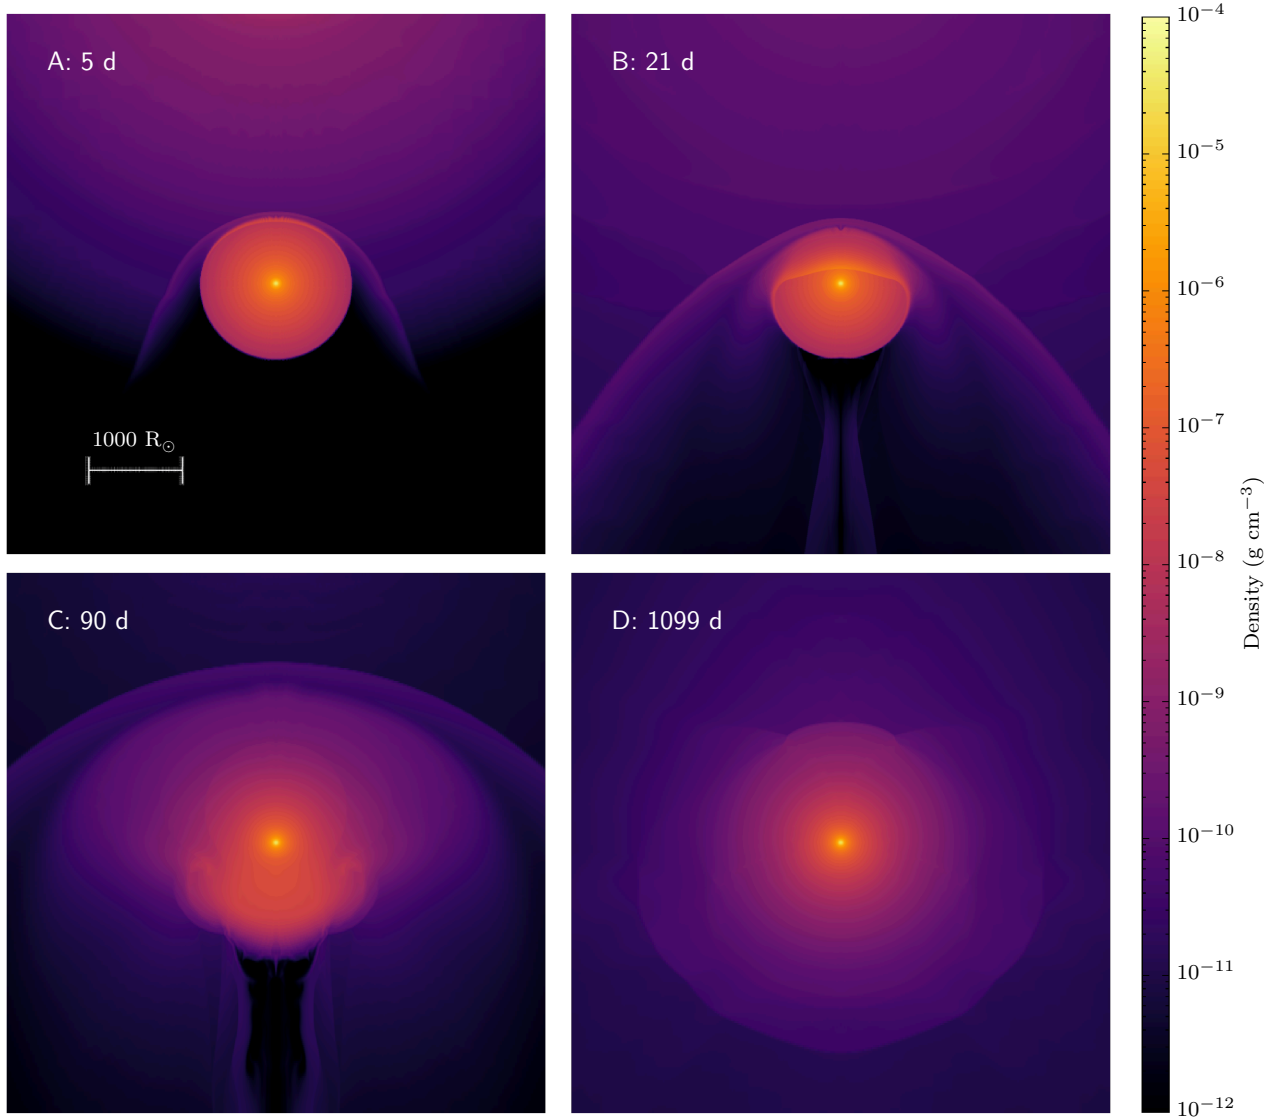 A: 5 d
B: 21 d
1000 R☉
C: 90 d
D: 1099 d
10⁻⁴
10⁻⁵
10⁻⁶
10⁻⁷
10⁻⁸
10⁻⁹
10⁻¹⁰
10⁻¹¹
10⁻¹²
Density (g cm⁻³)